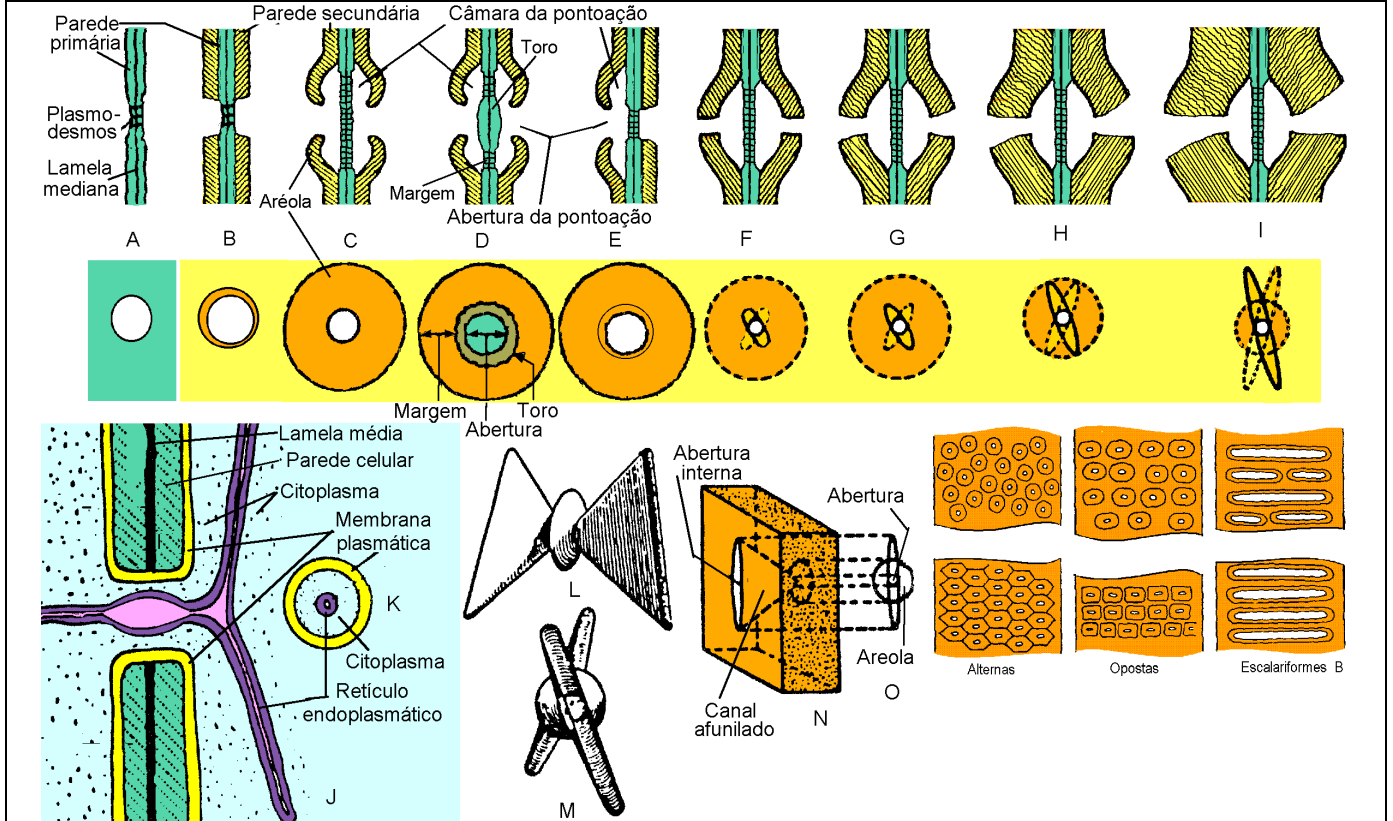 Parede secundária
Câmara da pontoação
Parede
primária
Toro
Plasmo-
desmos
Lamela
mediana
Aréola
Margem
Abertura da pontoação
A
B
C
D
E
F
G
H
I
Margem
Abertura
Toro
Lamela média
Parede celular
Citoplasma
Membrana
plasmática
K
Citoplasma
Retículo
endoplasmático
J
L
M
Abertura
interna
Abertura
Areola
Canal
afunilado
N
O
Alternas
Opostas
Escalariformes B